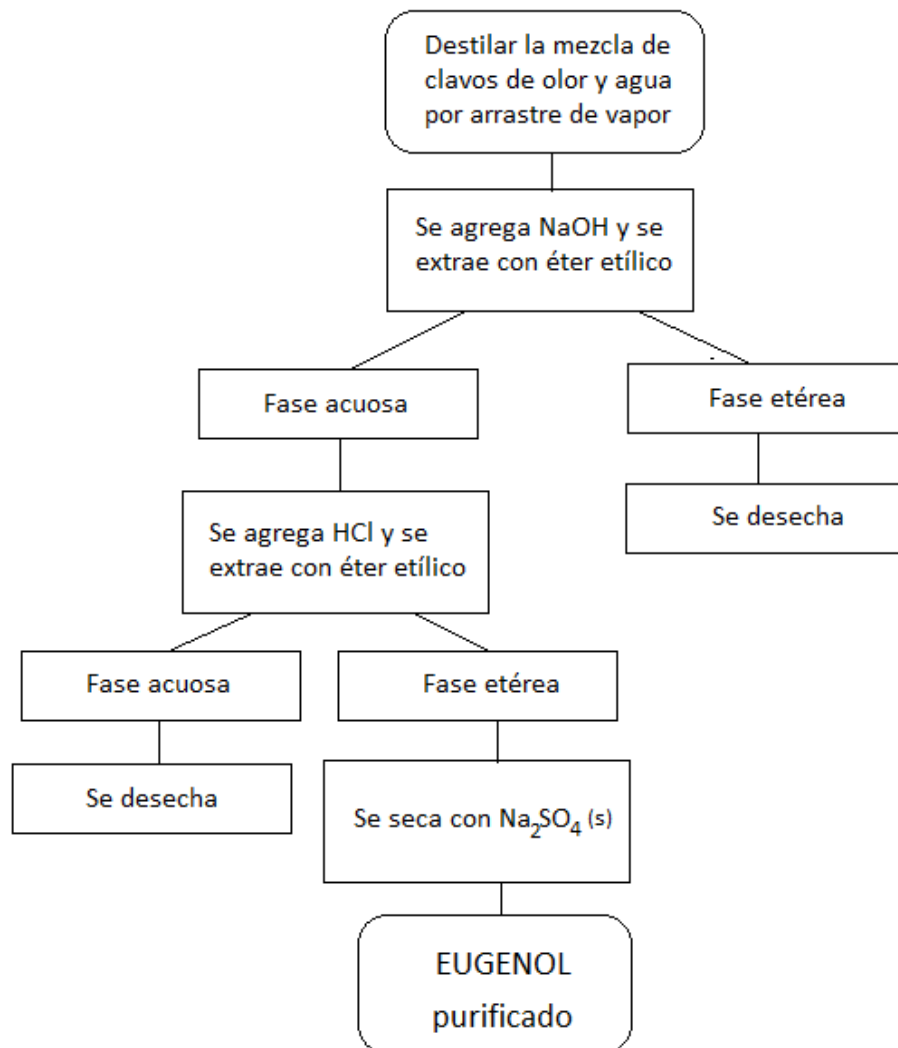 Destilar la mezcla de
clavos de olor y agua
por arrastre de vapor
Se agrega NaOH y se
extrae con éter etílico
Fase acuosa
Fase etérea
Se desecha
Se agrega HCl y se
extrae con éter etílico
Fase acuosa
Fase etérea
Se desecha
Se seca con Na₂SO₄ (s)
EUGENOL
purificado